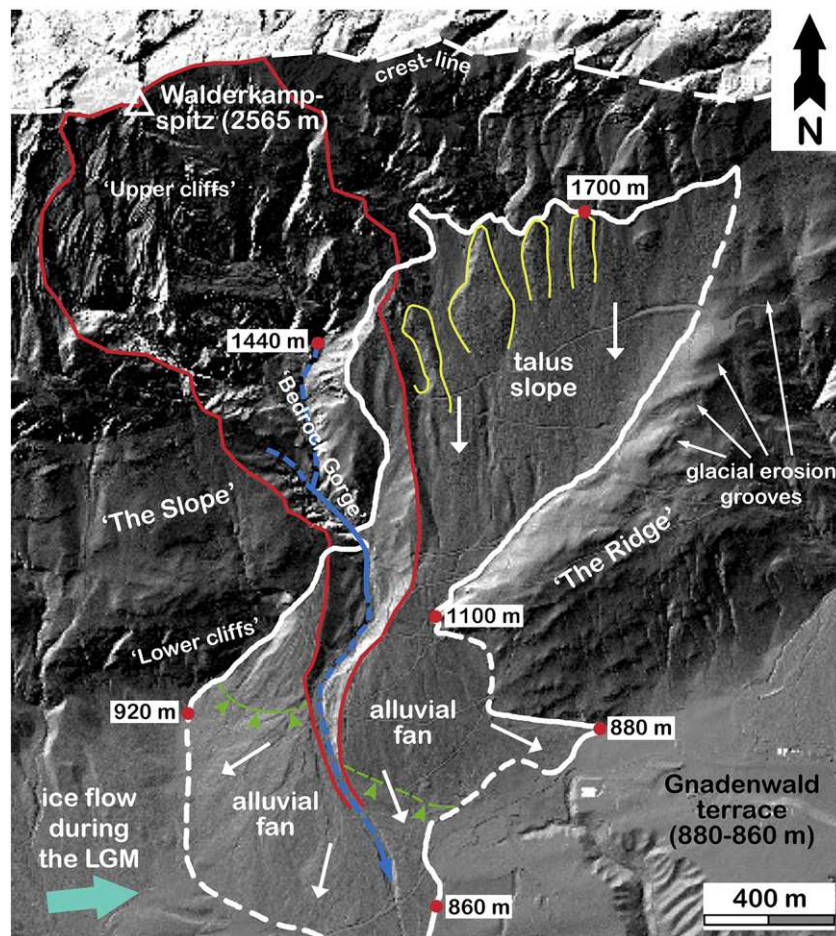 crest-line
N
Walderkamp-
spitz (2565 m)
'Upper cliffs'
1700 m
1440 m
talus
slope
'Bedrock Gorge'
glacial erosion
grooves
'The Slope'
'The Ridge'
1100 m
'Lower cliffs'
920 m
alluvial
fan
880 m
Gnadenwald
terrace
(880-860 m)
ice flow
during
the LGM
alluvial
fan
860 m
400 m